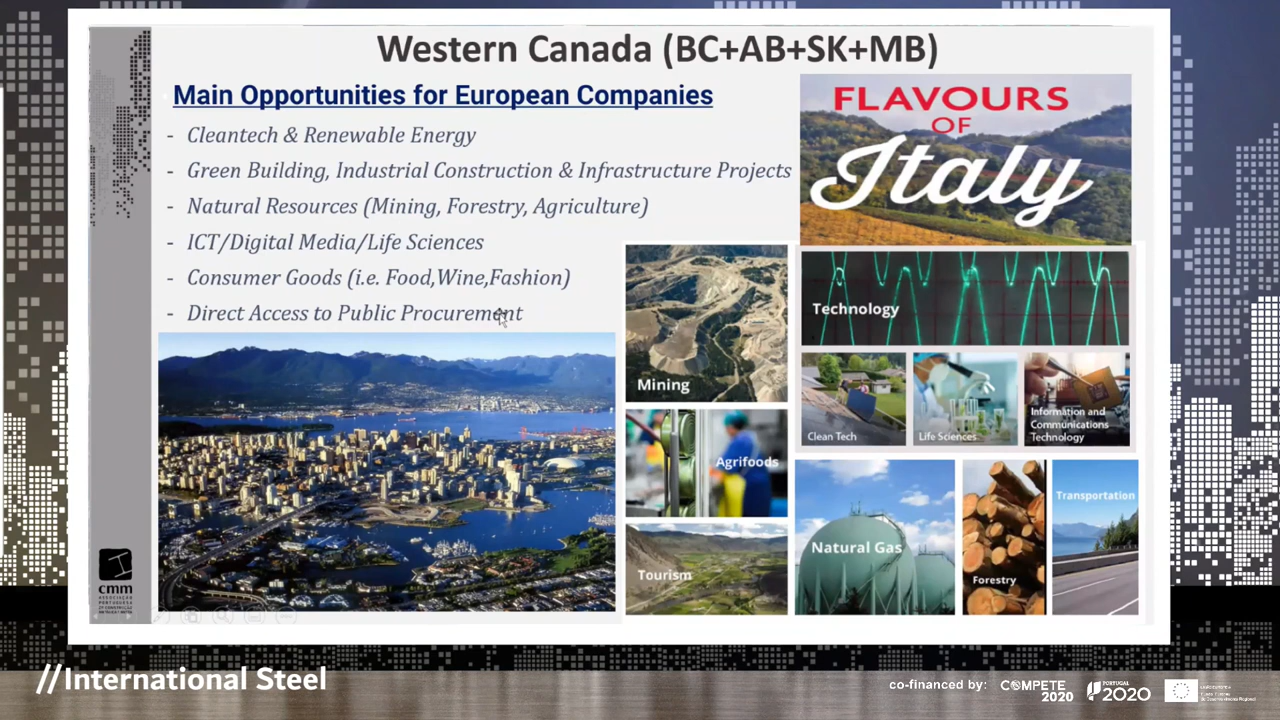 Western Canada (BC+AB+SK+MB)
Main Opportunities for European Companies
- Cleantech & Renewable Energy
- Green Building, Industrial Construction & Infrastructure Projects
- Natural Resources (Mining, Forestry, Agriculture)
- ICT/Digital Media/Life Sciences
- Consumer Goods (i.e. Food,Wine,Fashion)
- Direct Access to Public Procurement
FLAVOURS
OF
Italy
Mining
Technology
Clean Tech
Life Sciences
Information and
Communications
Technology
Agrifoods
Tourism
Natural Gas
Forestry
Transportation
cmm
ASSOCIAÇÃO
PORTUGUESA
//International Steel
co-financed by:
COMPETE
2020
PORTUGAL
2020